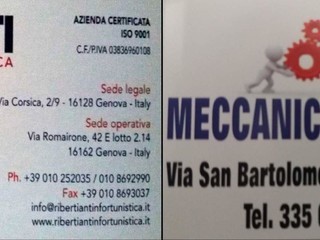 TI
CA
AZIENDA CERTIFICATA
ISO 9001
C.F./P.IVA 03836960108
Sede legale
Via Corsica, 2/9 - 16128 Genova - Italy
Sede operativa
Via Romairone, 42 E lotto 2.14
16162 Genova - Italy
Ph. +39 010 252035 / 010 8692990
Fax +39 010 8693037
info@ribertiantinfortunistica.it
www.ribertiantinfortunistica.it
MECCANIC
Via San Bartolome
Tel. 335